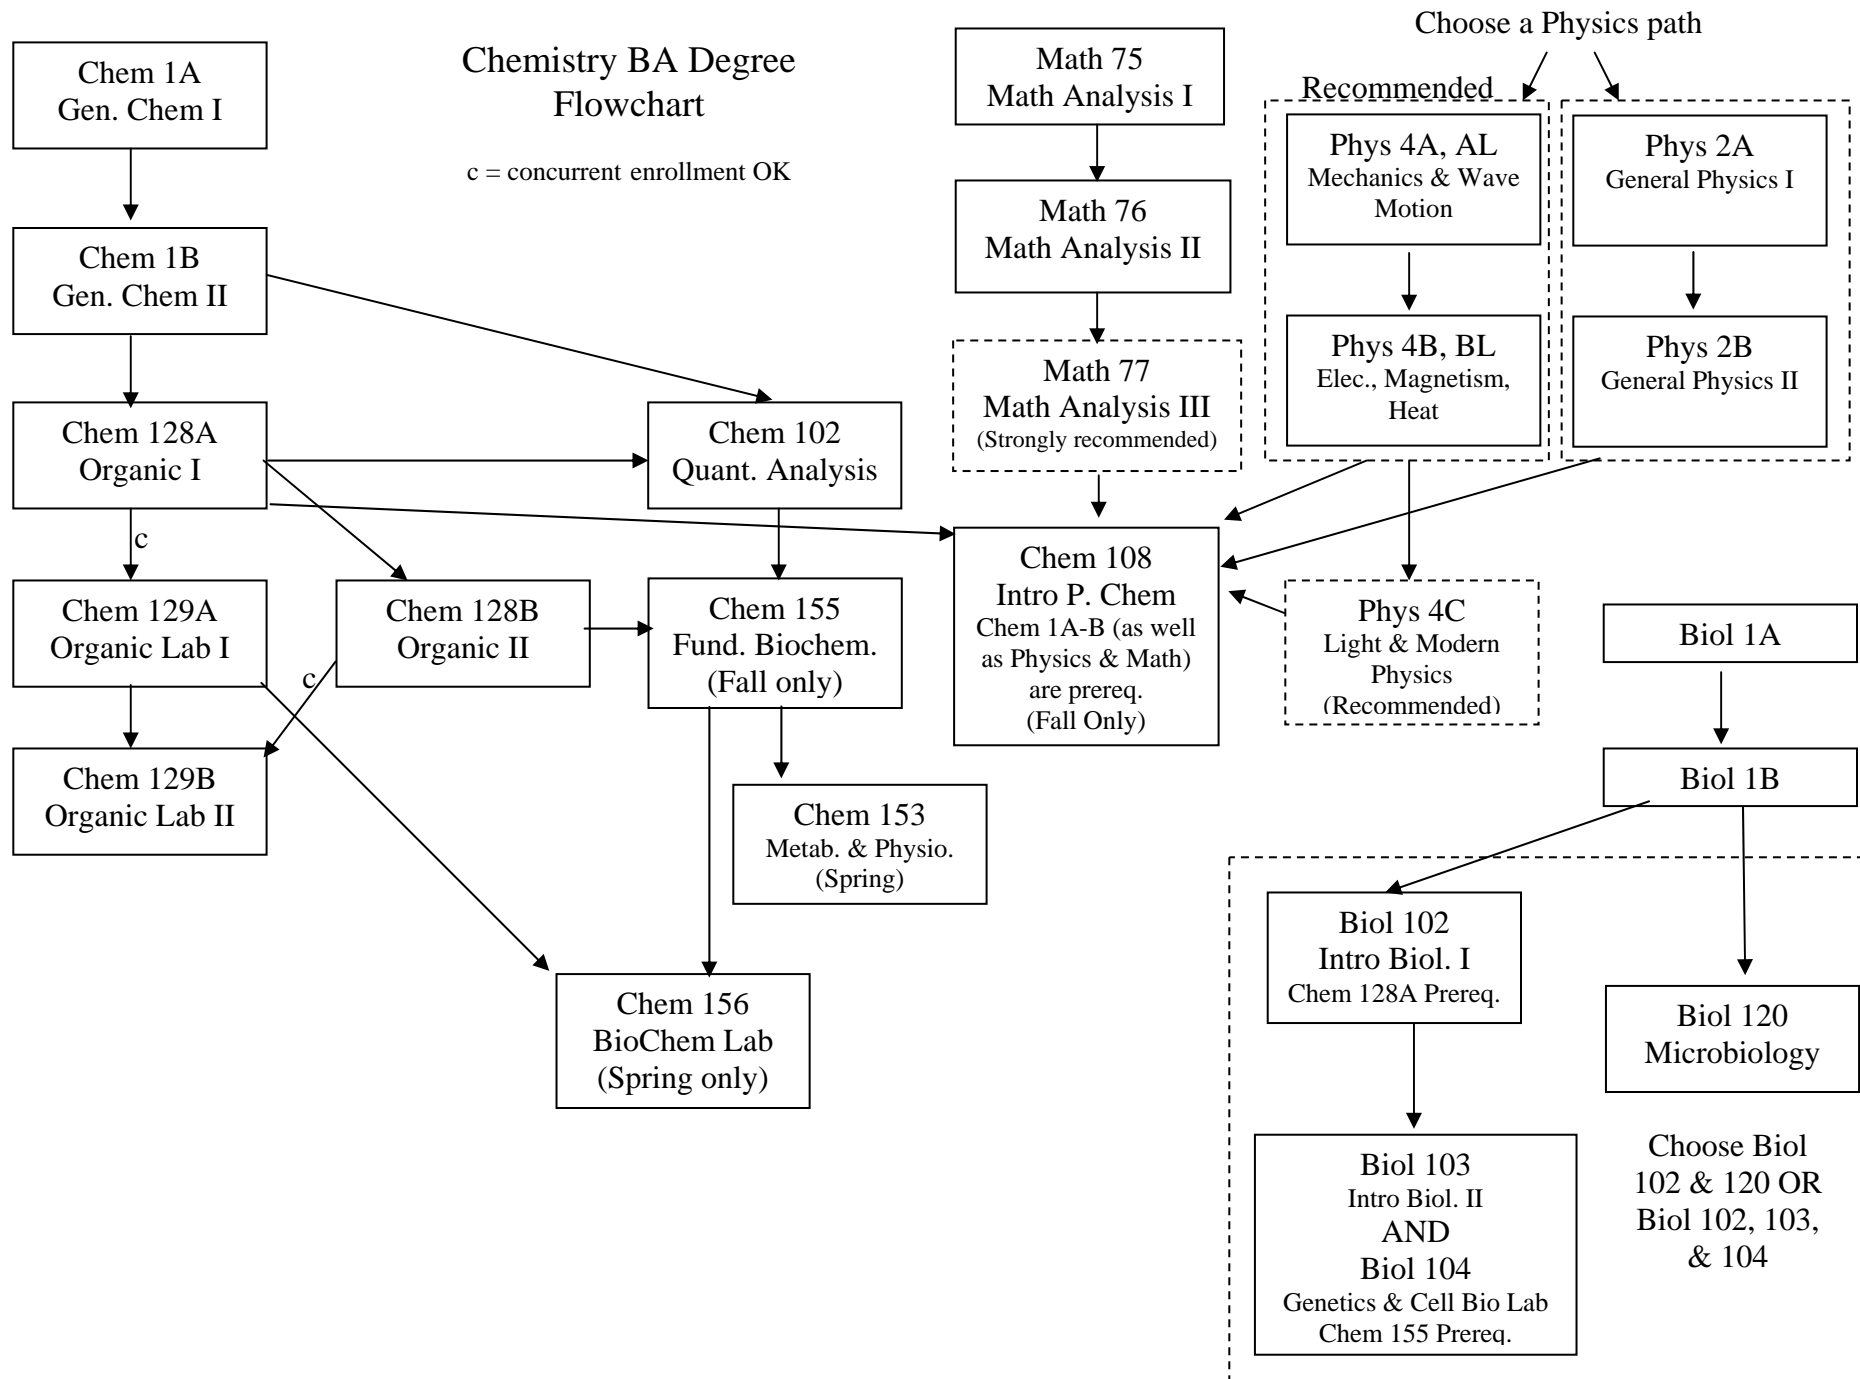 Choose a Physics path
Chemistry BA Degree
Flowchart
c = concurrent enrollment OK
Chem 1A
Gen. Chem I
Chem 1B
Gen. Chem II
Chem 128A
Organic I
c
Chem 129A
Organic Lab I
Chem 129B
Organic Lab II
c
Chem 128B
Organic II
Chem 102
Quant. Analysis
Chem 155
Fund. Biochem.
(Fall only)
Chem 153
Metab. & Physio.
(Spring)
Chem 156
BioChem Lab
(Spring only)
Math 75
Math Analysis I
Math 76
Math Analysis II
Math 77
Math Analysis III
(Strongly recommended)
Chem 108
Intro P. Chem
Chem 1A-B (as well
as Physics & Math)
are prereq.
(Fall Only)
Recommended
Phys 4A, AL
Mechanics & Wave
Motion
Phys 4B, BL
Elec., Magnetism,
Heat
Phys 2A
General Physics I
Phys 2B
General Physics II
Phys 4C
Light & Modern
Physics
(Recommended)
Biol 1A
Biol 1B
Biol 102
Intro Biol. I
Chem 128A Prereq.
Biol 120
Microbiology
Biol 103
Intro Biol. II
AND
Biol 104
Genetics & Cell Bio Lab
Chem 155 Prereq.
Choose Biol
102 & 120 OR
Biol 102, 103,
& 104